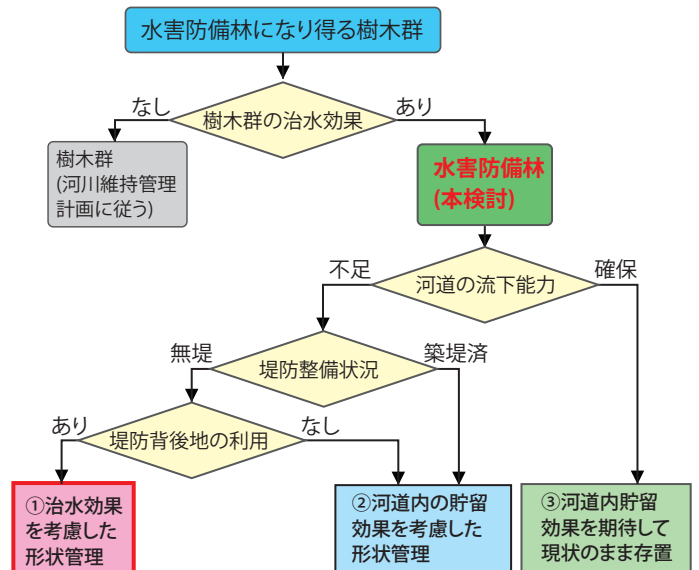 水害防備林になり得る樹木群
樹木群の治水効果
なし
あり
樹木群
(河川維持管理
計画に従う)
水害防備林
(本検討)
河道の流下能力
不足
確保
堤防整備状況
無堤
築堤済
堤防背後地の利用
あり
なし
①治水効果
を考慮した
形状管理
②河道内の貯留
効果を考慮した
形状管理
③河道内貯留
効果を期待して
現状のまま存置